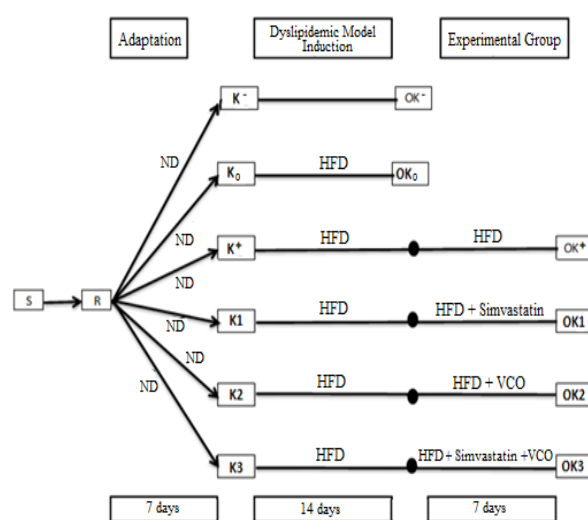 Adaptation
Dyslipidemic Model
Induction
Experimental Group
K⁻
OK⁻
ND
K₀
HFD
OK₀
ND
K⁺
HFD
HFD
OK⁺
ND
S
R
K1
HFD
HFD + Simvastatin
OK1
ND
K2
HFD
HFD + VCO
OK2
ND
K3
HFD
HFD + Simvastatin +VCO
OK3
ND
7 days
14 days
7 days